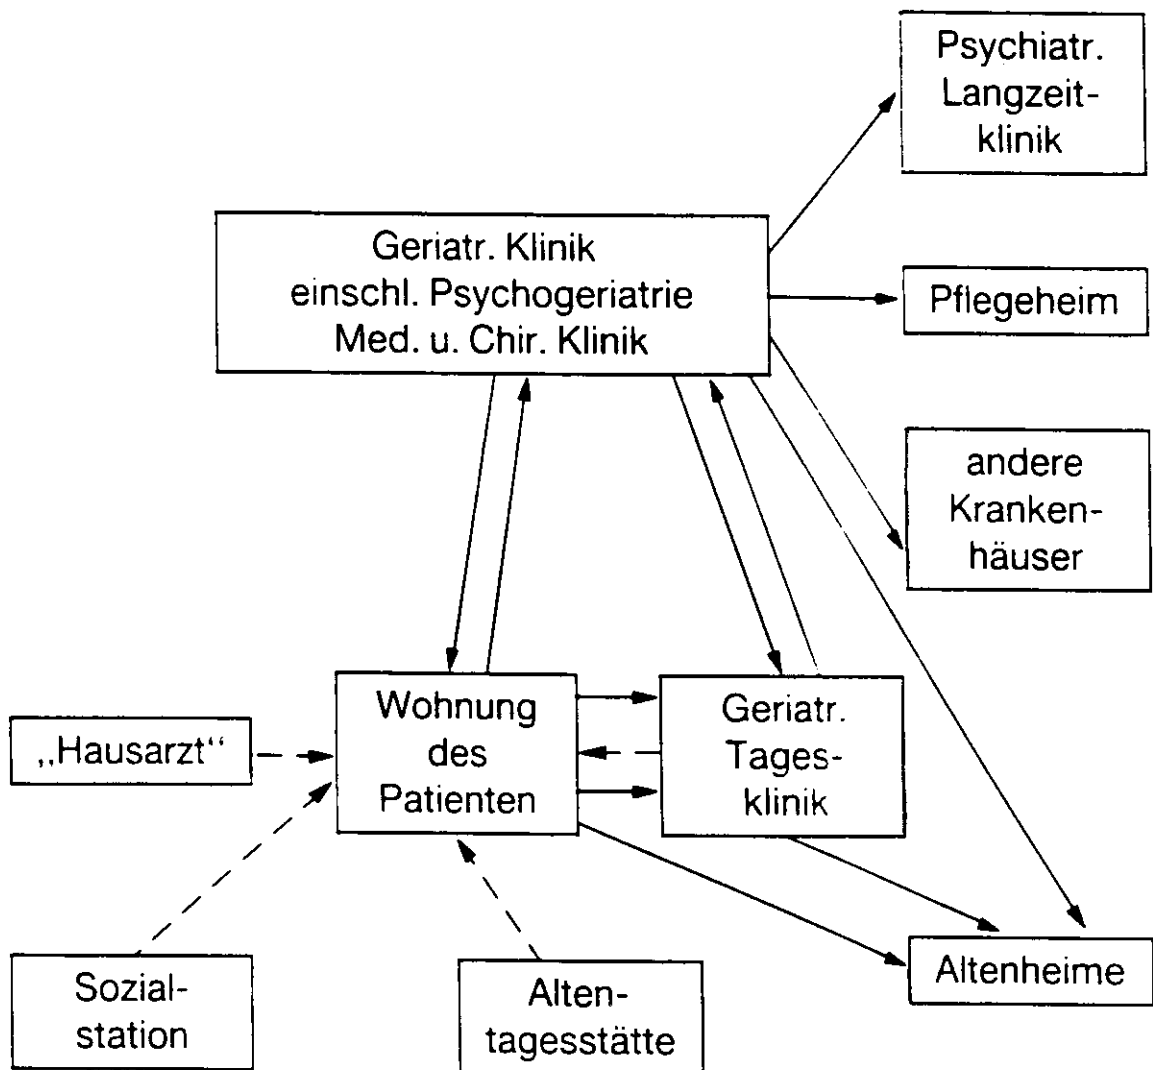 Psychiatr.
Langzeit-
klinik
Geriatr. Klinik
einschl. Psychogeriatrie
Med. u. Chir. Klinik
Pflegeheim
andere
Kranken-
häuser
Wohnung
des
Patienten
Geriatr.
Tages-
klinik
,,Hausarzt“
Sozial-
station
Alten-
tagesstätte
Altenheime